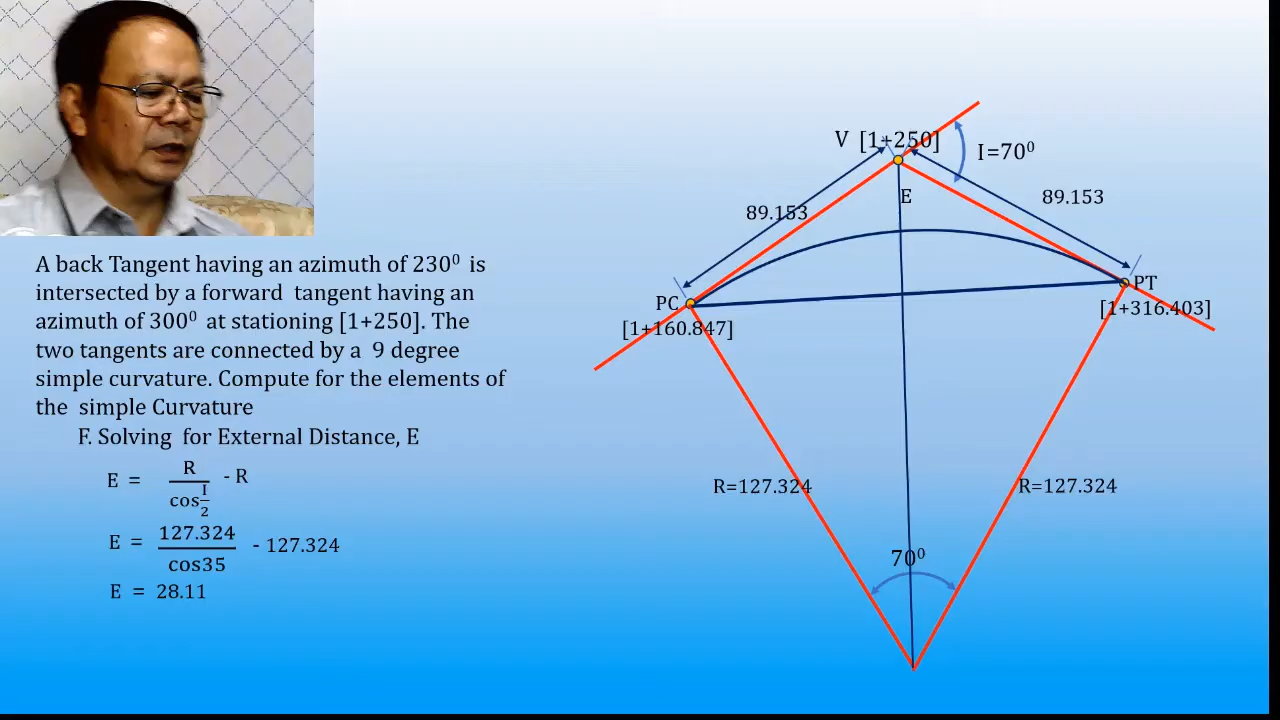 A back Tangent having an azimuth of 230⁰ is
intersected by a forward tangent having an
azimuth of 300⁰ at stationing [1+250]. The
two tangents are connected by a 9 degree
simple curvature. Compute for the elements of
the simple Curvature
F. Solving for External Distance, E
E = R / cos I/2 - R
E = 127.324 / cos35 - 127.324
E = 28.11
V [1+250]
I=70⁰
E
89.153
89.153
PC
[1+160.847]
PT
[1+316.403]
R=127.324
R=127.324
70⁰